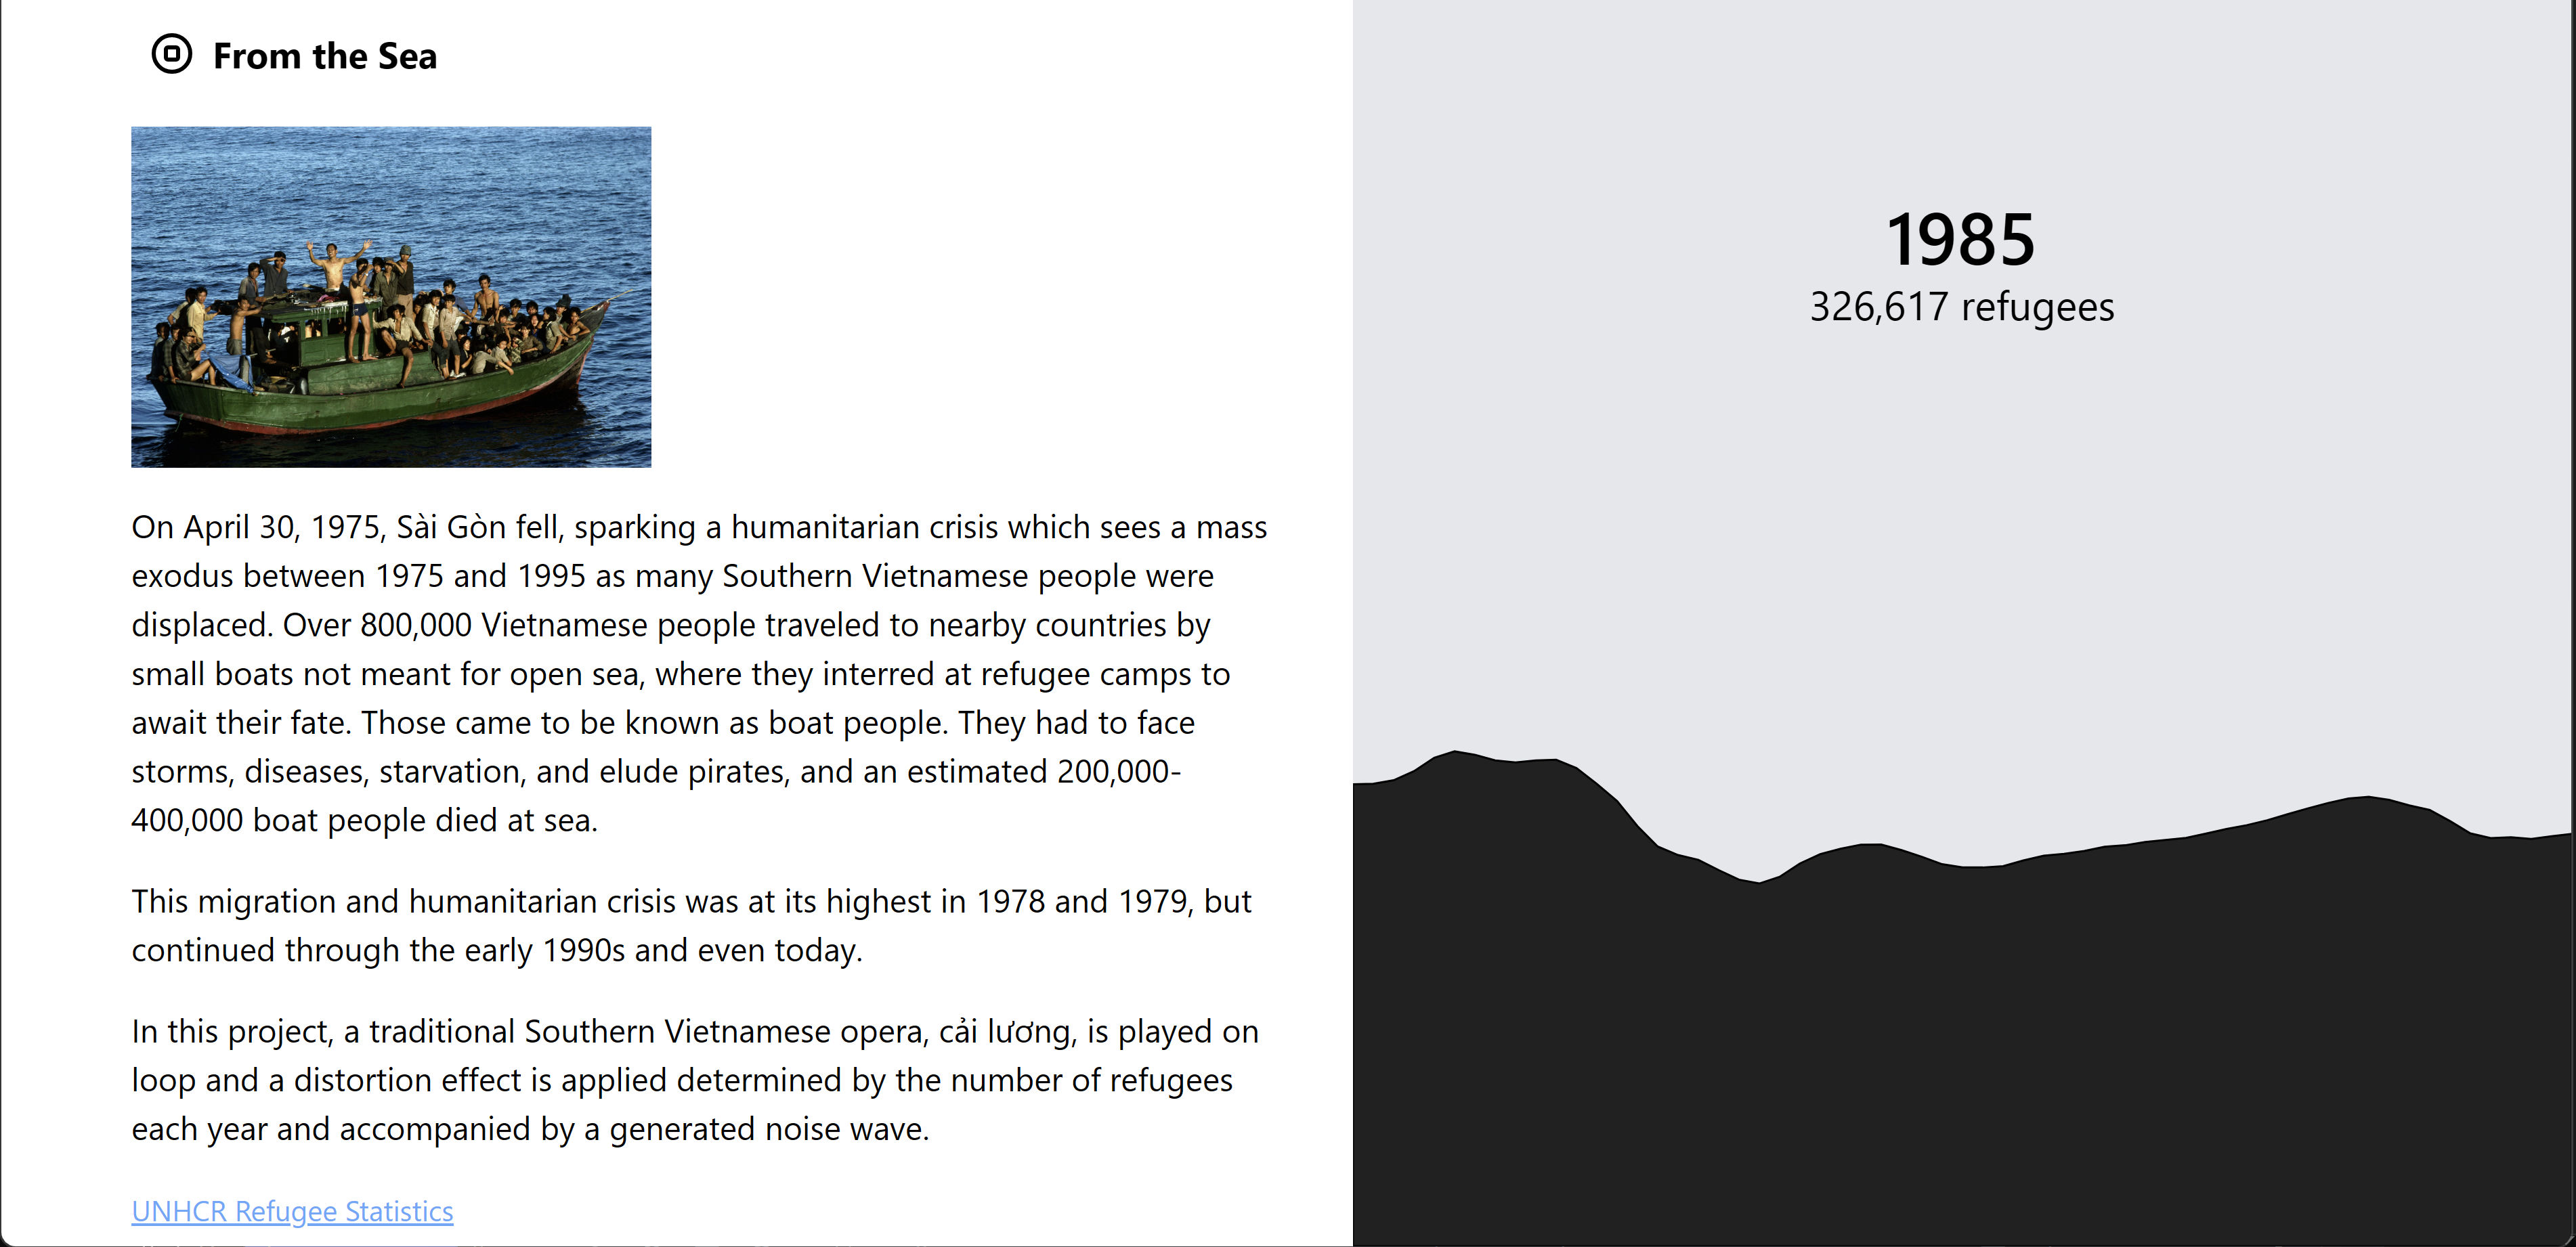 From the Sea
On April 30, 1975, Sài Gòn fell, sparking a humanitarian crisis which sees a mass
exodus between 1975 and 1995 as many Southern Vietnamese people were
displaced. Over 800,000 Vietnamese people traveled to nearby countries by
small boats not meant for open sea, where they interred at refugee camps to
await their fate. Those came to be known as boat people. They had to face
storms, diseases, starvation, and elude pirates, and an estimated 200,000-
400,000 boat people died at sea.
This migration and humanitarian crisis was at its highest in 1978 and 1979, but
continued through the early 1990s and even today.
In this project, a traditional Southern Vietnamese opera, cải lương, is played on
loop and a distortion effect is applied determined by the number of refugees
each year and accompanied by a generated noise wave.
UNHCR Refugee Statistics
1985
326,617 refugees